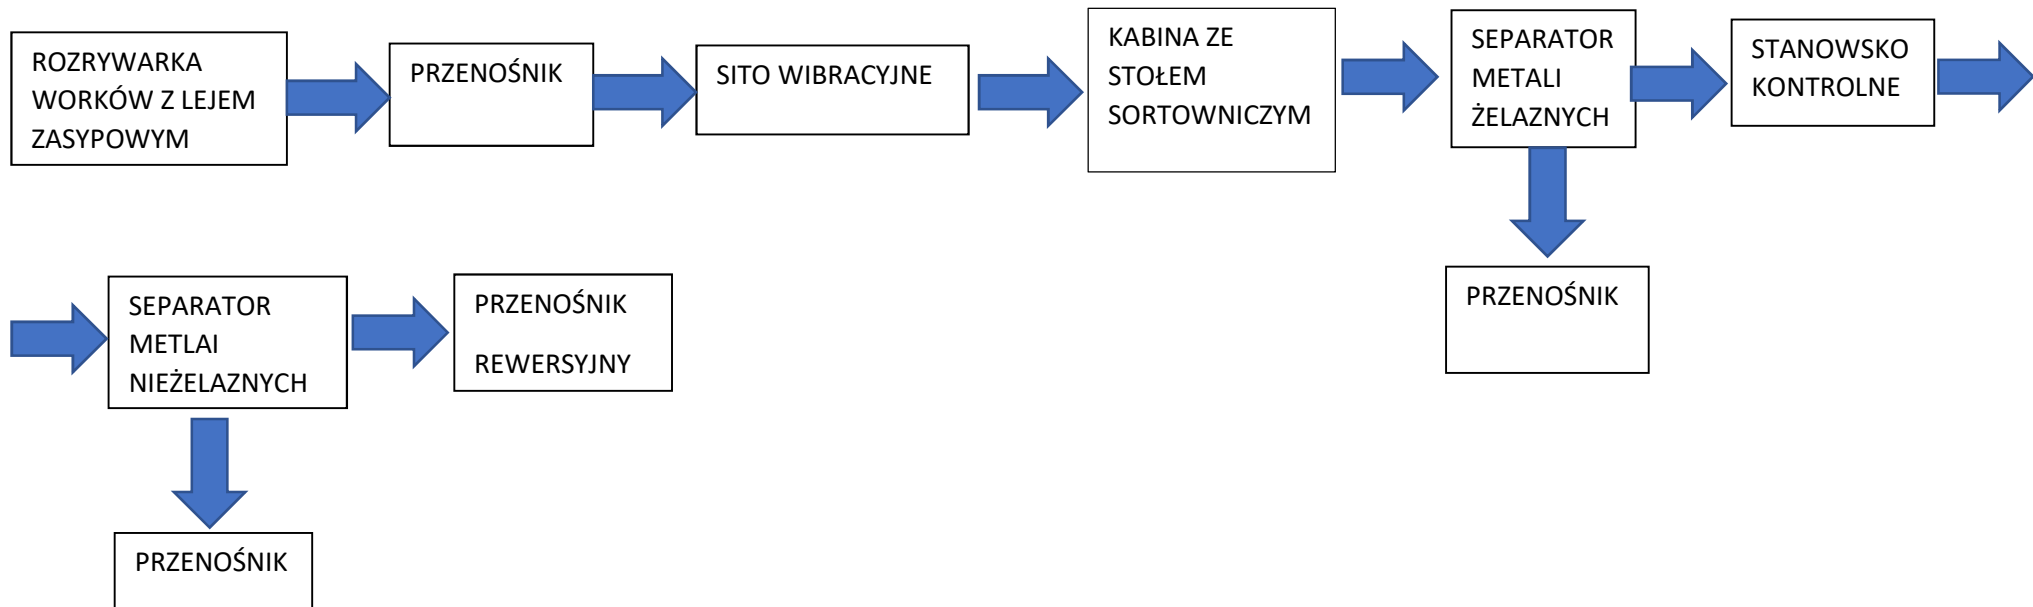 ROZRYWARKA
WORKÓW Z LEJEM
ZASYPOWYM
PRZENOŚNIK
SITO WIBRACYJNE
KABINA ZE
STOŁEM
SORTOWNICZYM
SEPARATOR
METALI
ŻELAZNYCH
STANOWSKO
KONTROLNE
PRZENOŚNIK
SEPARATOR
METLAI
NIEŻELAZNYCH
PRZENOŚNIK
REWERSYJNY
PRZENOŚNIK